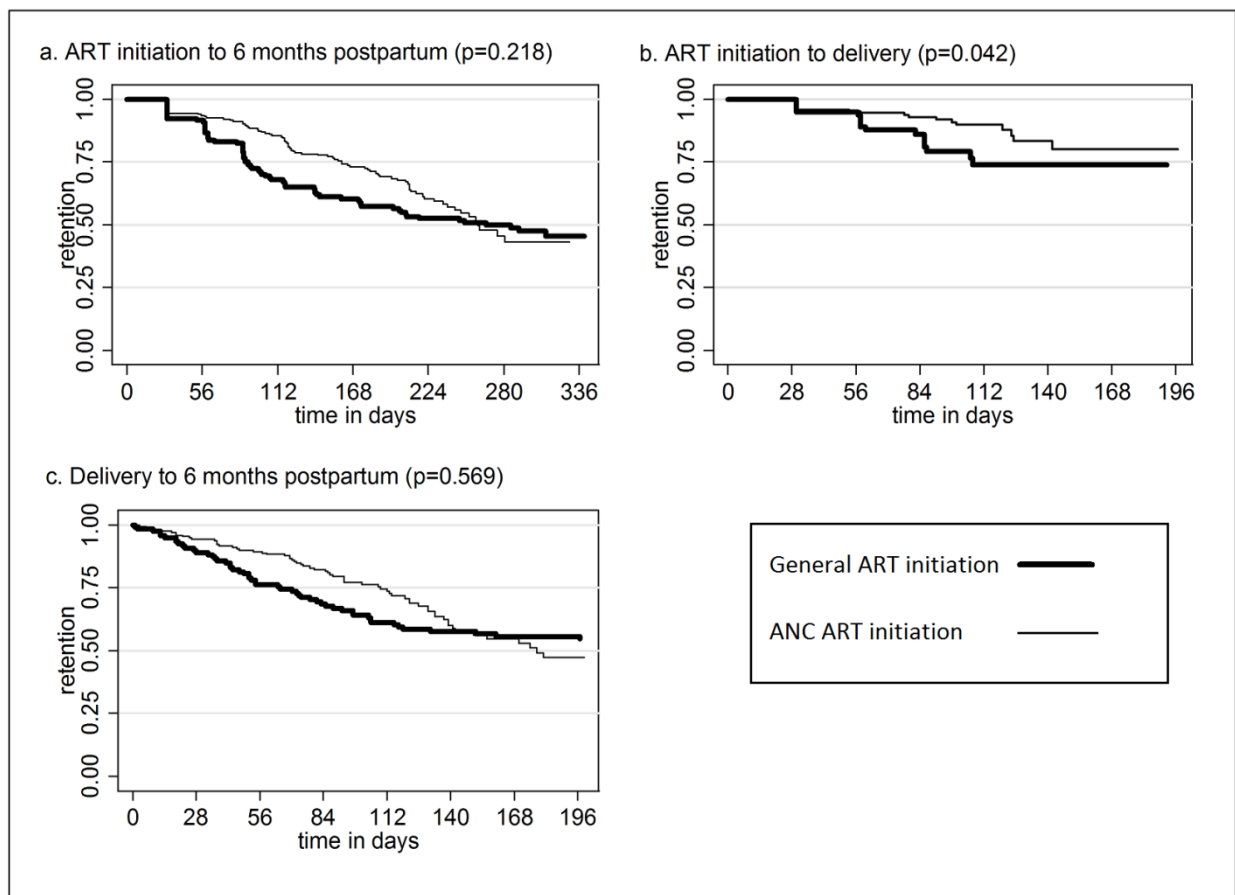 a. ART initiation to 6 months postpartum (p=0.218)
retention
0.00 0.25 0.50 0.75 1.00
0 56 112 168 224 280 336
time in days
b. ART initiation to delivery (p=0.042)
retention
0.00 0.25 0.50 0.75 1.00
0 28 56 84 112 140 168 196
time in days
c. Delivery to 6 months postpartum (p=0.569)
retention
0.00 0.25 0.50 0.75 1.00
0 28 56 84 112 140 168 196
time in days
General ART initiation
ANC ART initiation